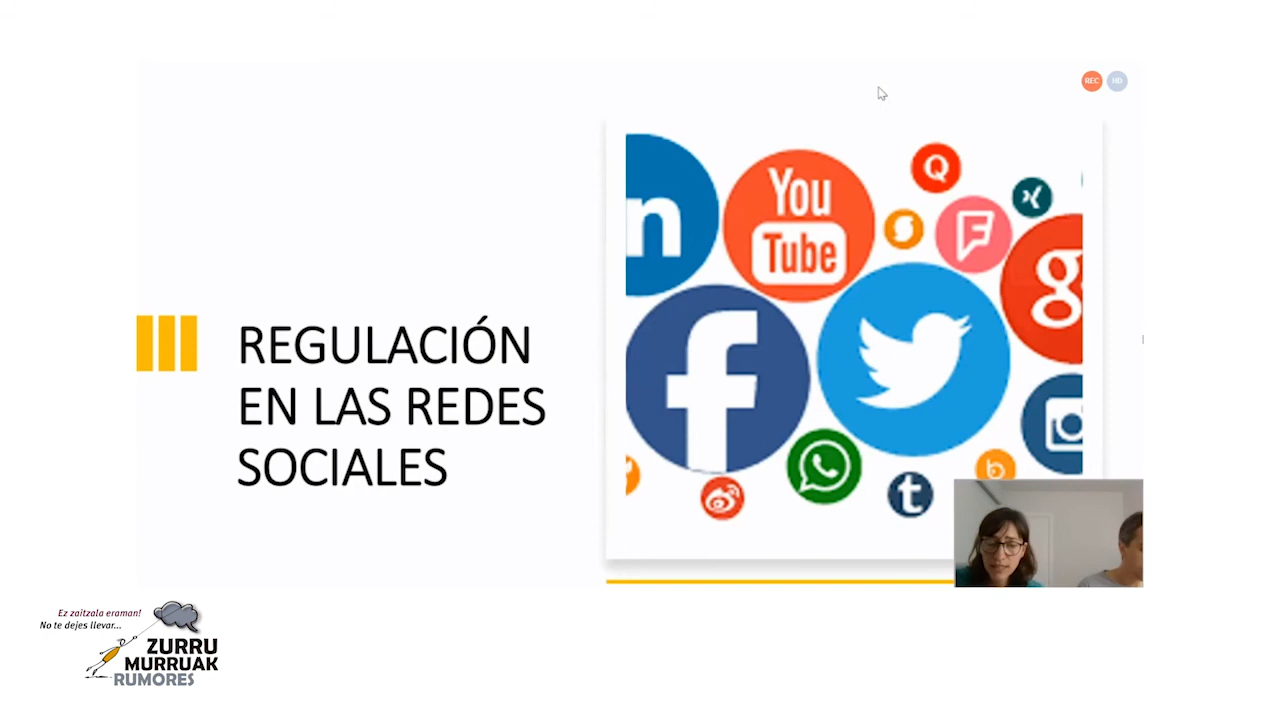 REC HD
in
You
Tube
Q
g
f
t
b
REGULACIÓN
EN LAS REDES
SOCIALES
Ez zaitzala eraman!
No te dejes llevar...
ZURRU
MURRUAK
RUMORES